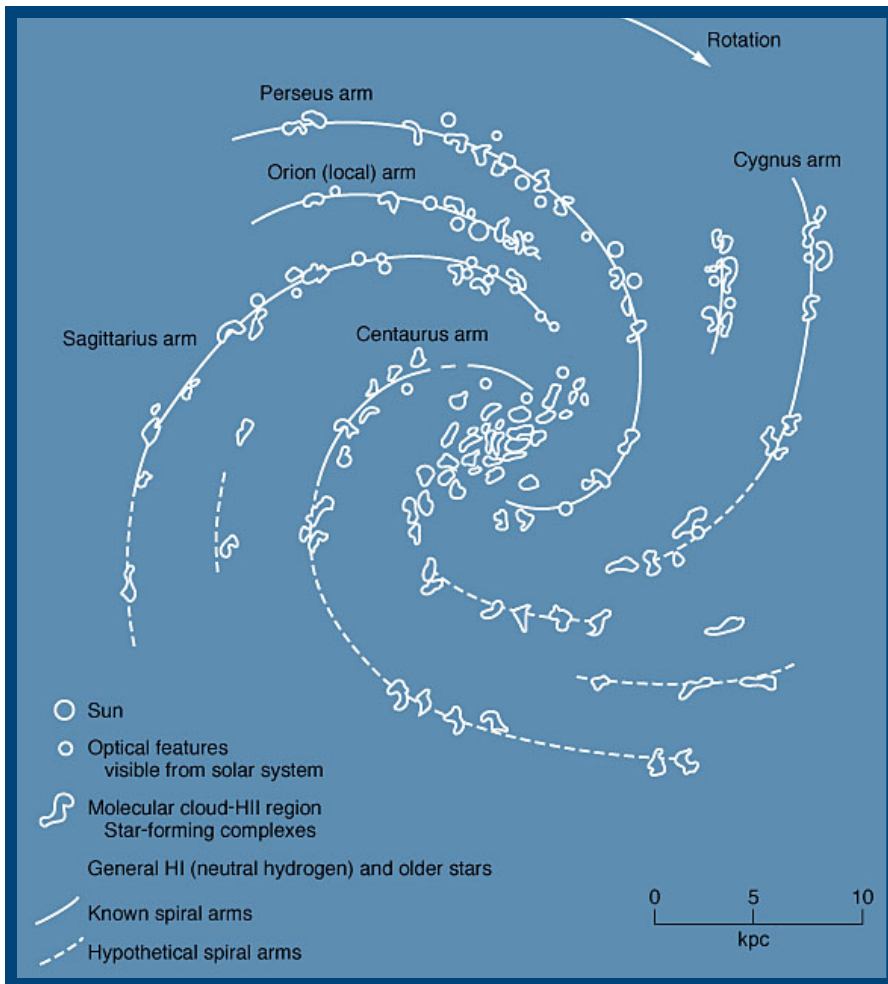 Rotation
Perseus arm
Cygnus arm
Orion (local) arm
Sagittarius arm
Centaurus arm
Sun
Optical features
visible from solar system
Molecular cloud-HII region
Star-forming complexes
General HI (neutral hydrogen) and older stars
Known spiral arms
Hypothetical spiral arms
0 5 10
kpc